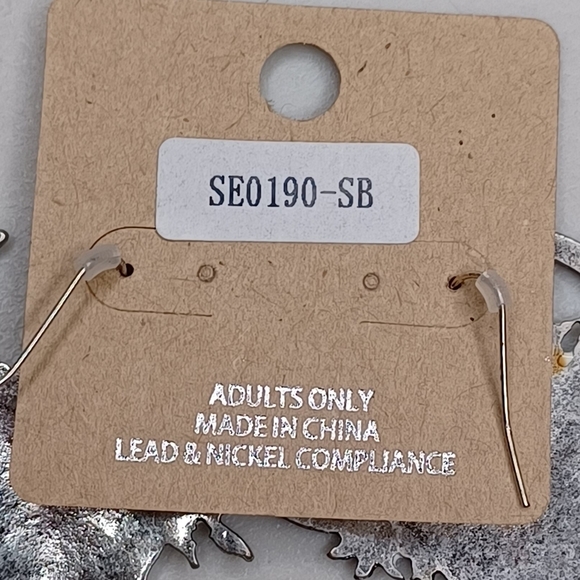 SE0190-SB
ADULTS ONLY
MADE IN CHINA
LEAD & NICKEL COMPLIANCE